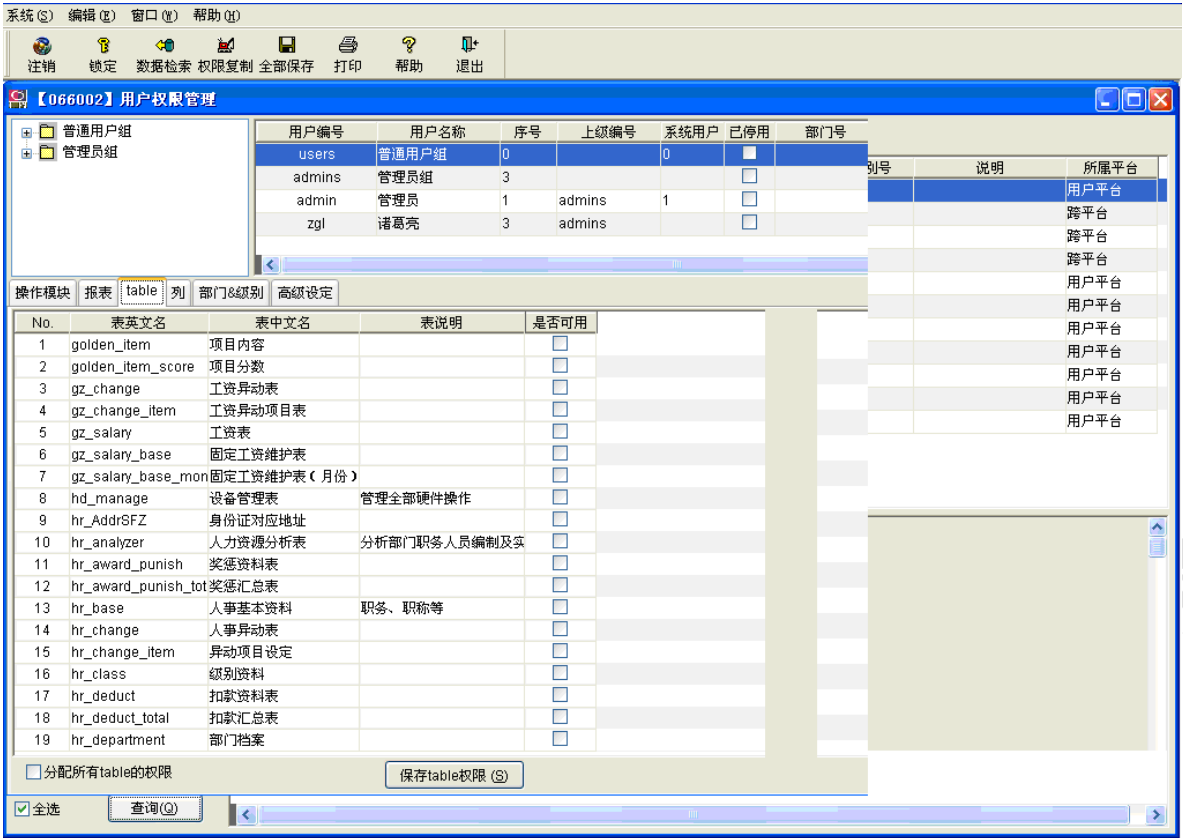 系统(S) 编辑(E) 窗口(W) 帮助(H)
注销 锁定 数据检索 权限复制 全部保存 打印 帮助 退出
【066002】用户权限管理
普通用户组
管理员组
用户编号 用户名称 序号 上级编号 系统用户 已停用 部门号
users 普通用户组 0 0
admins 管理员组 3
admin 管理员 1 admins 1
zgl 诸葛亮 3 admins
别号 说明 所属平台
用户平台
跨平台
跨平台
跨平台
用户平台
用户平台
用户平台
用户平台
用户平台
用户平台
用户平台
操作模块 报表 table 列 部门&级别 高级设定
No. 表英文名 表中文名 表说明 是否可用
1 golden_item 项目内容
2 golden_item_score 项目分数
3 gz_change 工资异动表
4 gz_change_item 工资异动项目表
5 gz_salary 工资表
6 gz_salary_base 固定工资维护表
7 gz_salary_base_mon 固定工资维护表(月份)
8 hd_manage 设备管理表 管理全部硬件操作
9 hr_AddrSFZ 身份证对应地址
10 hr_analyzer 人力资源分析表 分析部门职务人员编制及实
11 hr_award_punish 奖惩资料表
12 hr_award_punish_tot 奖惩汇总表
13 hr_base 人事基本资料 职务、职称等
14 hr_change 人事异动表
15 hr_change_item 异动项目设定
16 hr_class 级别资料
17 hr_deduct 扣款资料表
18 hr_deduct_total 扣款汇总表
19 hr_department 部门档案
分配所有table的权限 保存table权限(S)
全选 查询(Q)